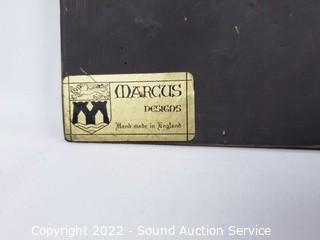 MARCUS
DESIGNS
Hand made in England
Copyright 2022 - Sound Auction Service